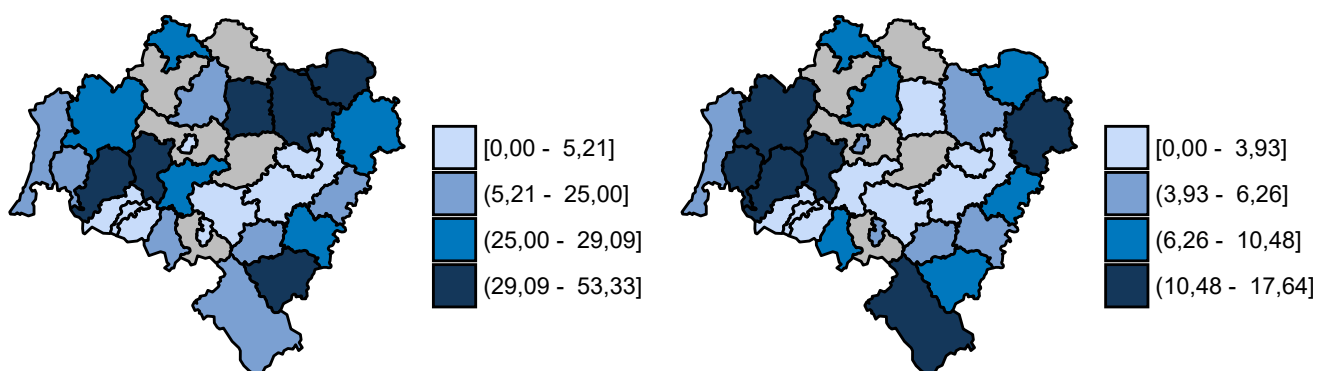 [0,00 - 5,21]
(5,21 - 25,00]
(25,00 - 29,09]
(29,09 - 53,33]
[0,00 - 3,93]
(3,93 - 6,26]
(6,26 - 10,48]
(10,48 - 17,64]